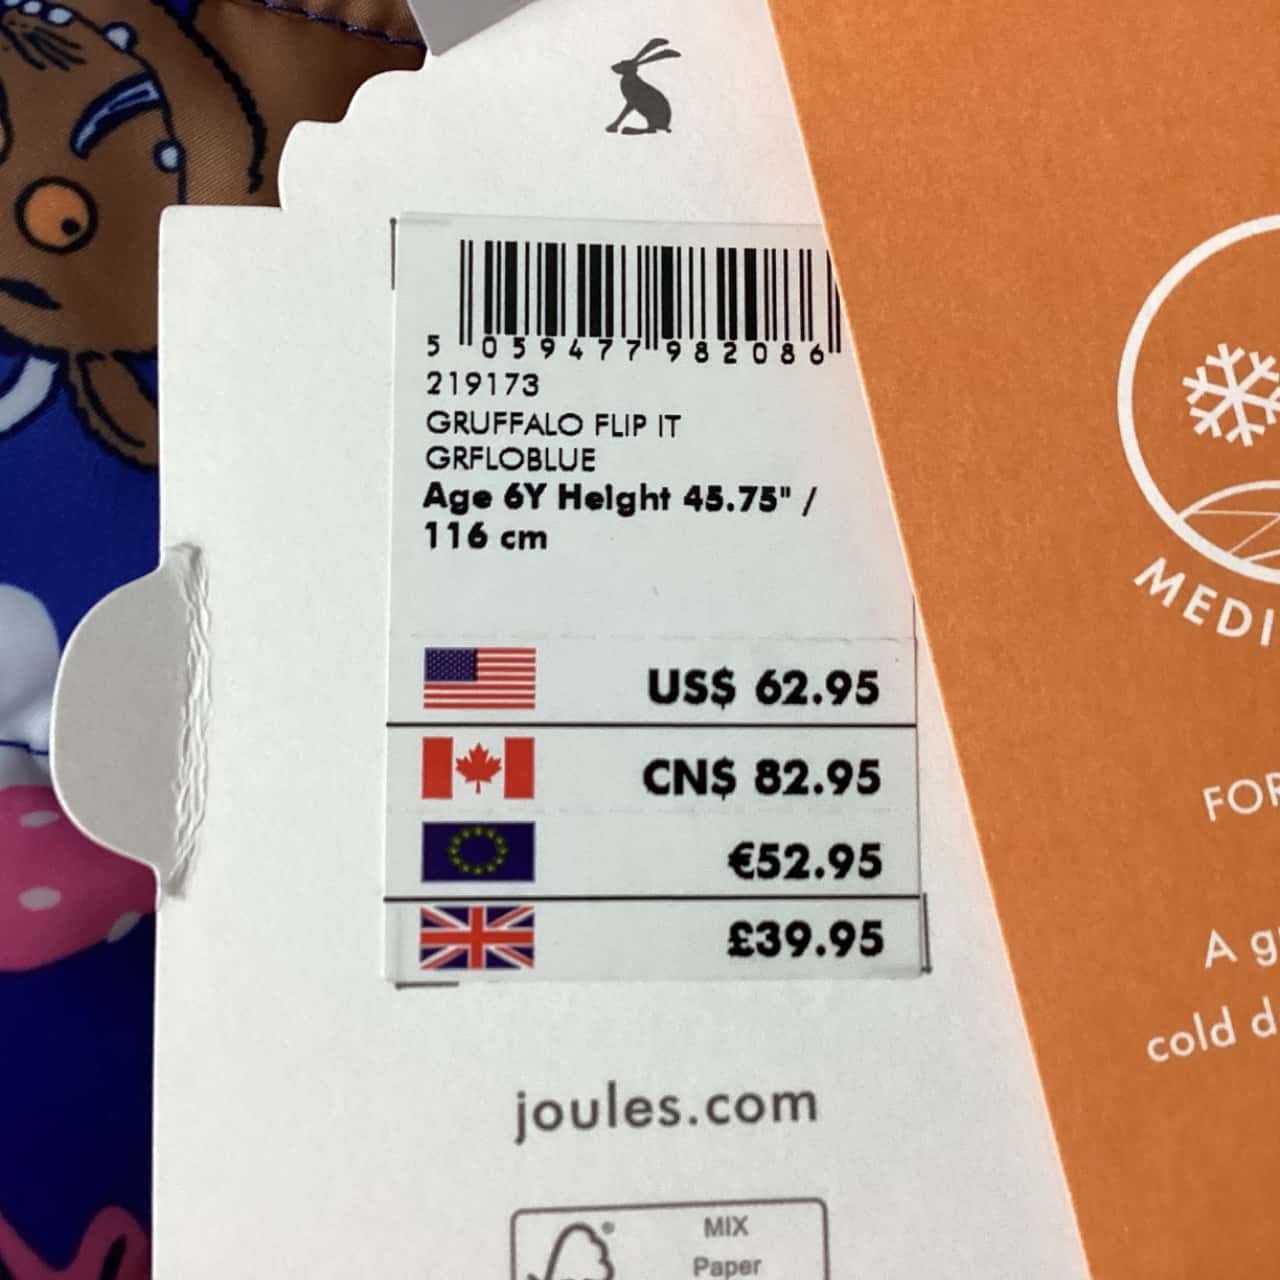 5 059477 982086
219173
GRUFFALO FLIP IT
GRFLOBLUE
Age 6Y Height 45.75" /
116 cm
US$ 62.95
CN$ 82.95
€52.95
£39.95
joules.com
MIX
Paper
MEDI
FOR
A g
cold d